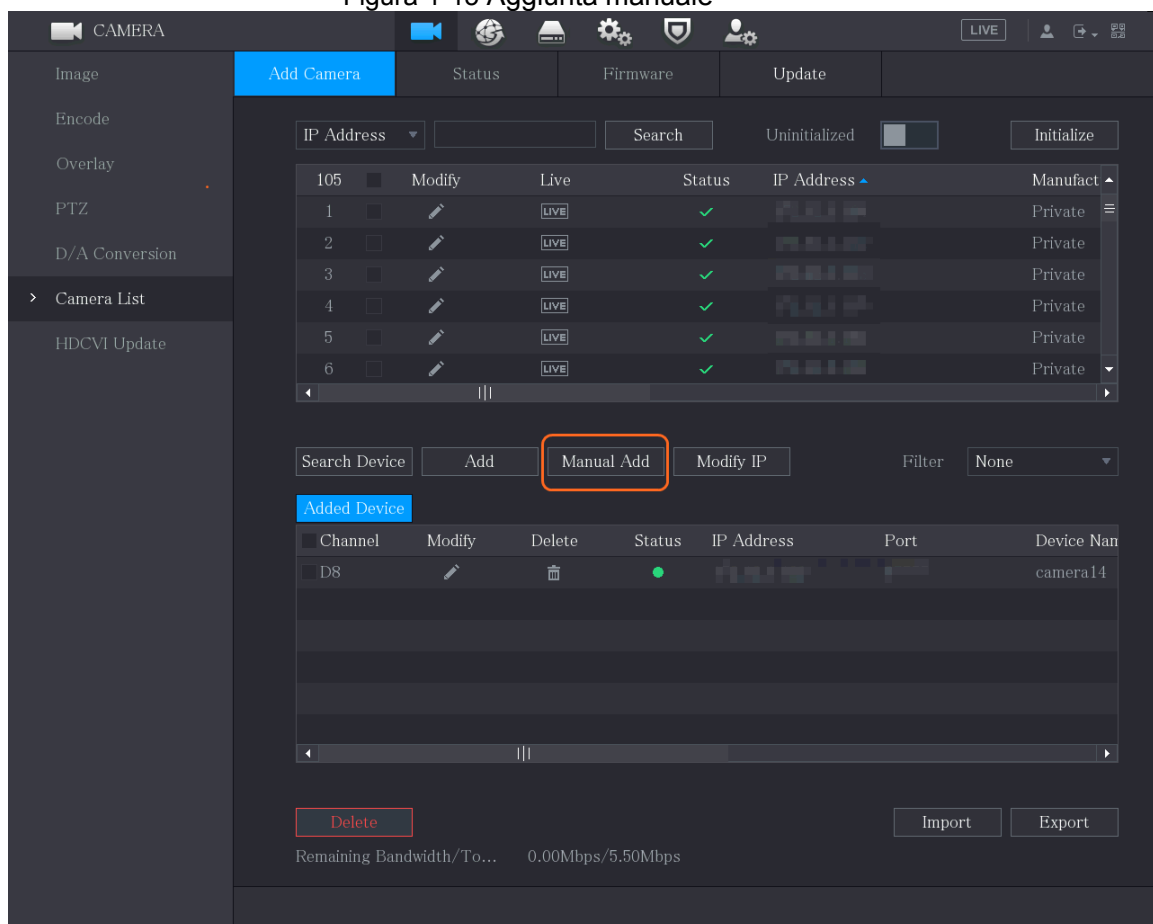 Aggiunta manuale
CAMERA LIVE
Image Add Camera Status Firmware Update
Encode
IP Address Search Uninitialized Initialize
Overlay
105 Modify Live Status IP Address Manufact
PTZ
1 LIVE Private
2 LIVE Private
D/A Conversion
3 LIVE Private
Camera List
4 LIVE Private
5 LIVE Private
HDCVI Update
6 LIVE Private
Search Device Add Manual Add Modify IP Filter None
Added Device
Channel Modify Delete Status IP Address Port Device Nam
D8 camera14
Delete Import Export
Remaining Bandwidth/To... 0.00Mbps/5.50Mbps